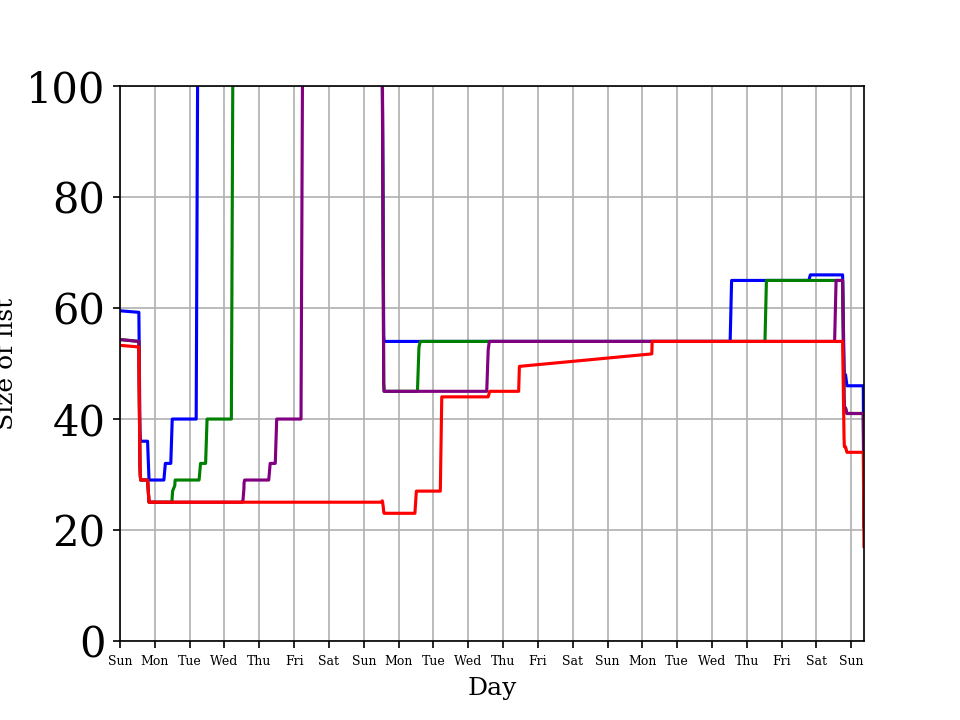 100
80
60
40
20
0
Size of list
Sun Mon Tue Wed Thu Fri Sat Sun Mon Tue Wed Thu Fri Sat Sun Mon Tue Wed Thu Fri Sat Sun
Day